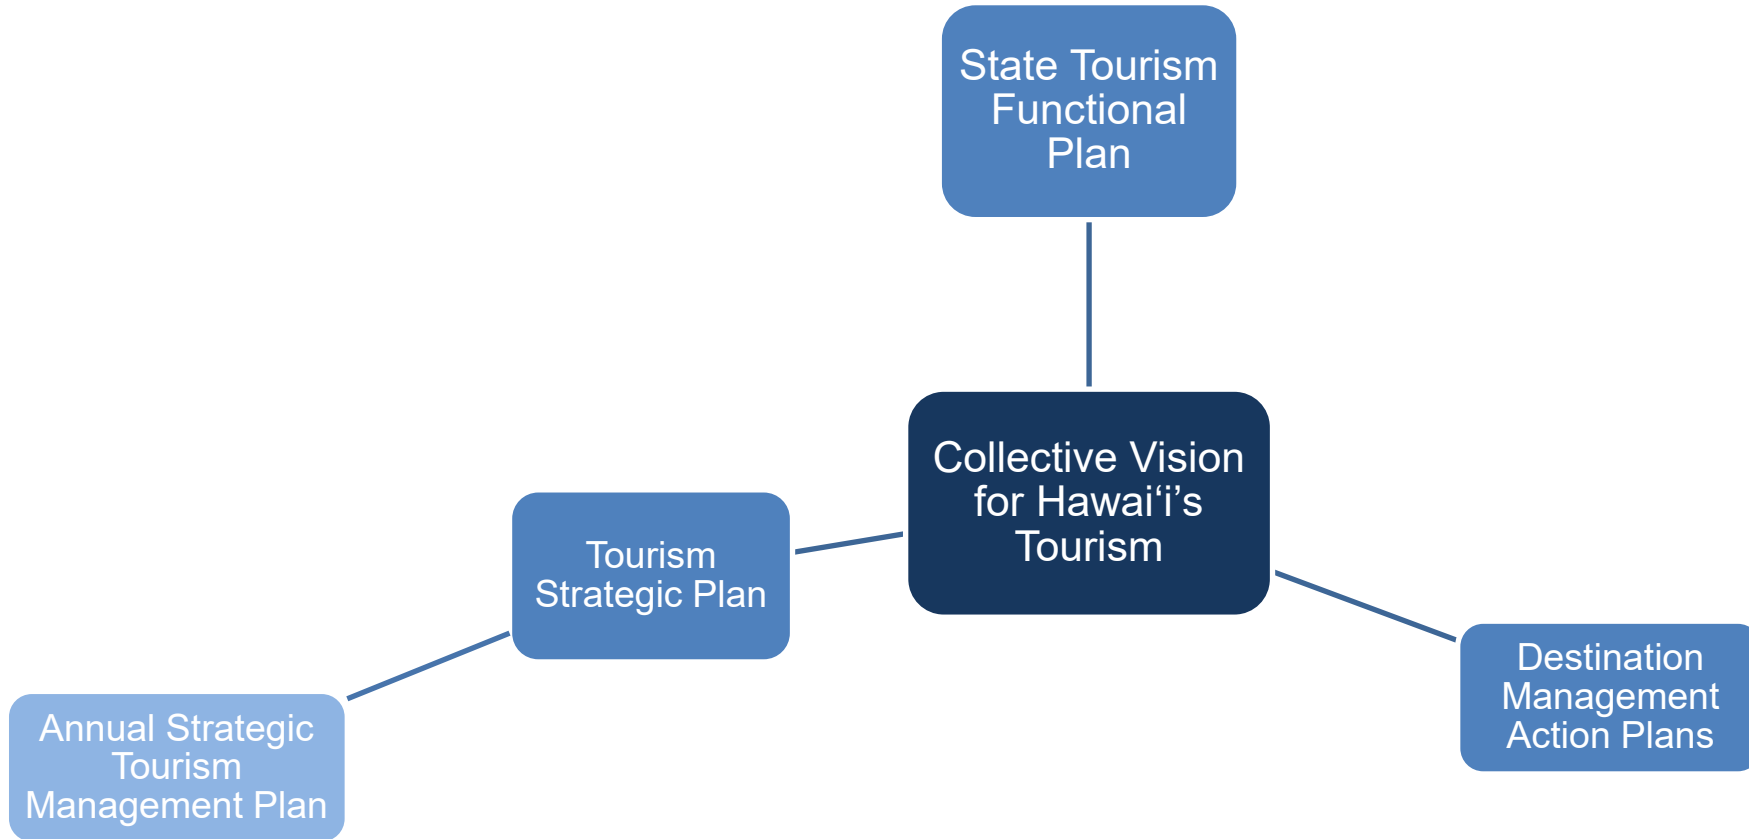 State Tourism
Functional
Plan
Collective Vision
for Hawai‘i’s
Tourism
Tourism
Strategic Plan
Destination
Management
Action Plans
Annual Strategic
Tourism
Management Plan